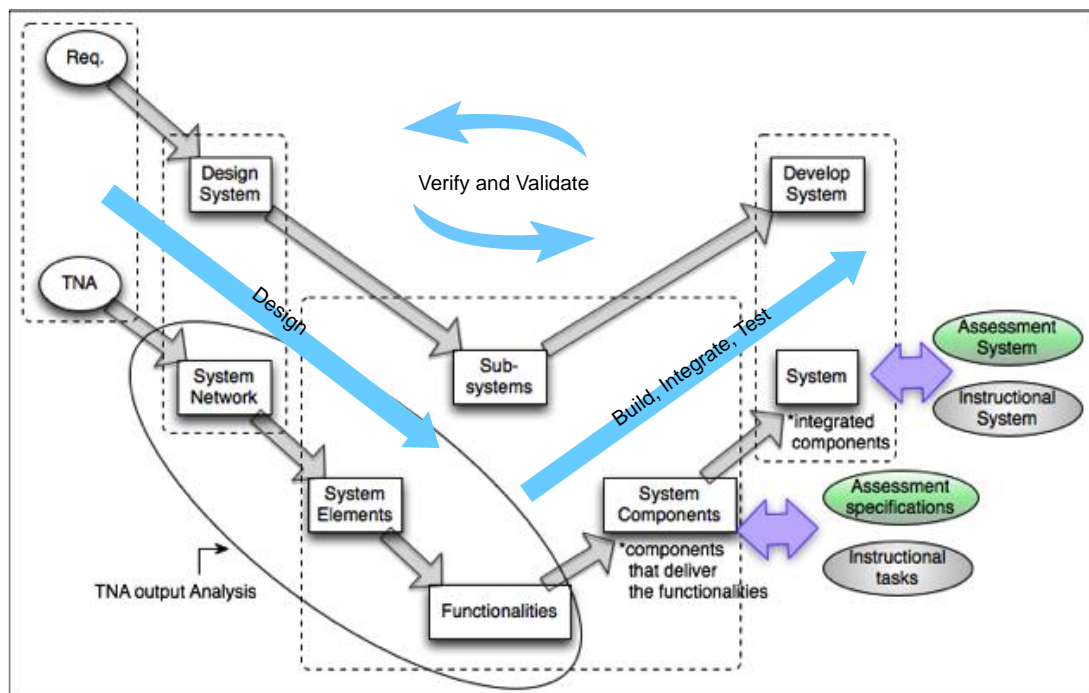 Req.
Design
System
Verify and Validate
Develop
System
TNA
Design
Build, Integrate, Test
System
Network
Sub-
systems
System
*integrated
components
Assessment
System
Instructional
System
System
Elements
System
Components
*components
that deliver
the functionalities
Assessment
specifications
Instructional
tasks
TNA output Analysis
Functionalities